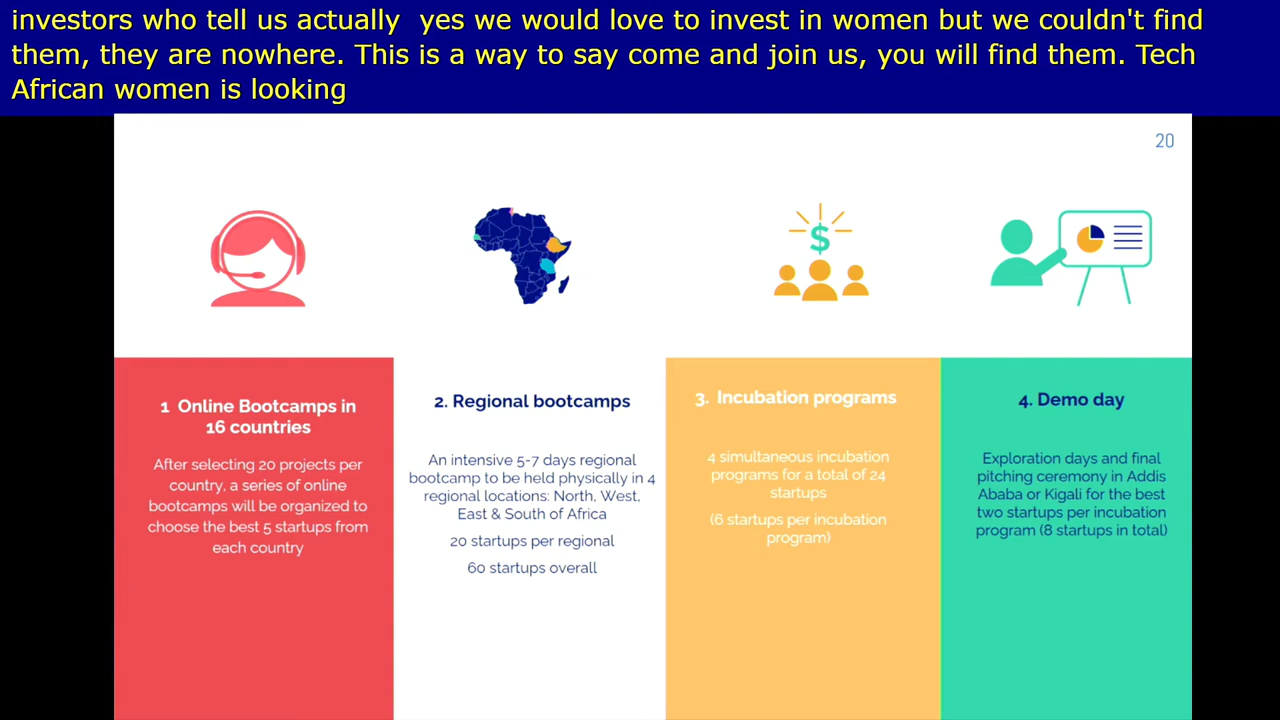 investors who tell us actually  yes we would love to invest in women but we couldn't find
them, they are nowhere. This is a way to say come and join us, you will find them. Tech
African women is looking
20
$
1  Online Bootcamps in
16 countries
After selecting 20 projects per
country, a series of online
bootcamps will be organized to
choose the best 5 startups from
each country
2. Regional bootcamps
An intensive 5-7 days regional
bootcamp to be held physically in 4
regional locations: North, West,
East & South of Africa
20 startups per regional
60 startups overall
3.  Incubation programs
4 simultaneous incubation
programs for a total of 24
startups
(6 startups per incubation
program)
4. Demo day
Exploration days and final
pitching ceremony in Addis
Ababa or Kigali for the best
two startups per incubation
program (8 startups in total)